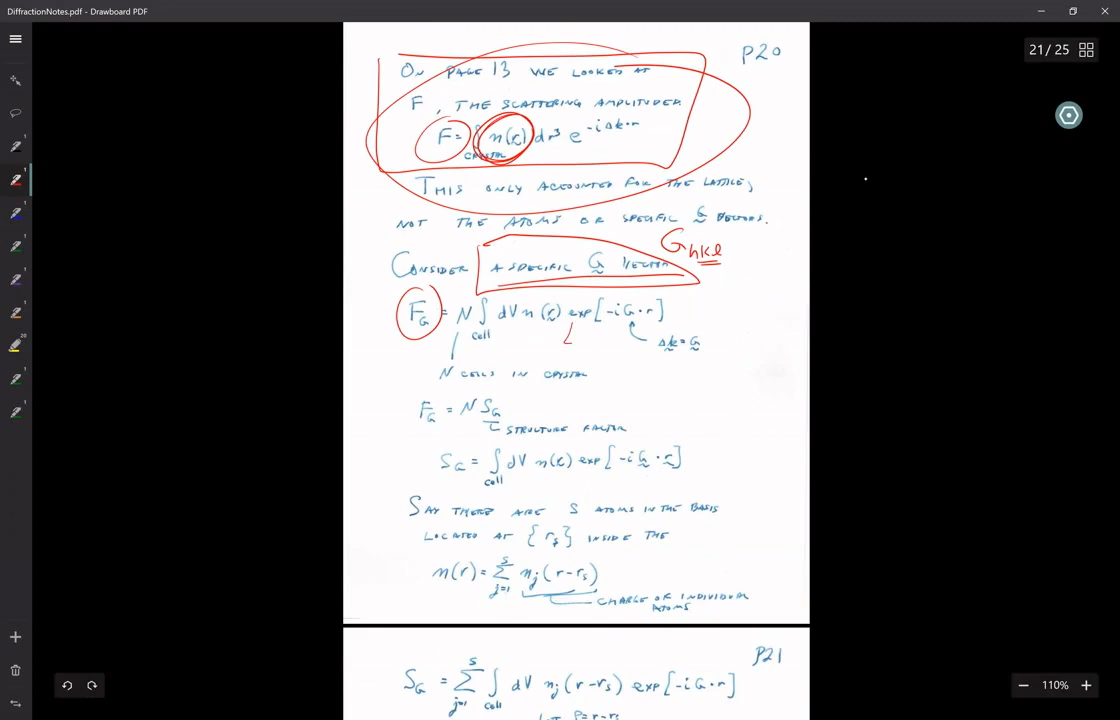 DiffractionNotes.pdf - Drawboard PDF
21 / 25
P20
ON PAGE 13 WE LOOKED AT
F, THE SCATTERING AMPLITUDED
F = ∫ n(r) dr³ e^{-iΔk·r}
CRYSTAL
THIS ONLY ACCOUNTED FOR THE LATTICE,
NOT THE ATOMS OR SPECIFIC G VECTORS.
G hkl
CONSIDER A SPECIFIC G VECTOR
F_G = N ∫ dV n(r) exp[-iG·r]
cell
Δk = G
N CELLS IN CRYSTAL
F_G = N S_G
STRUCTURE FACTOR
S_G = ∫ dV n(r) exp[-iG·r]
cell
SAY THERE ARE S ATOMS IN THE BASIS
LOCATED AT {r_s} INSIDE THE
n(r) = Σ_{j=1}^{S} n_j(r-r_s)
CHARGE OF INDIVIDUAL
ATOMS
P21
S_G = Σ_{j=1}^{S} ∫ dV n_j(r-r_s) exp[-iG·r]
cell
110%